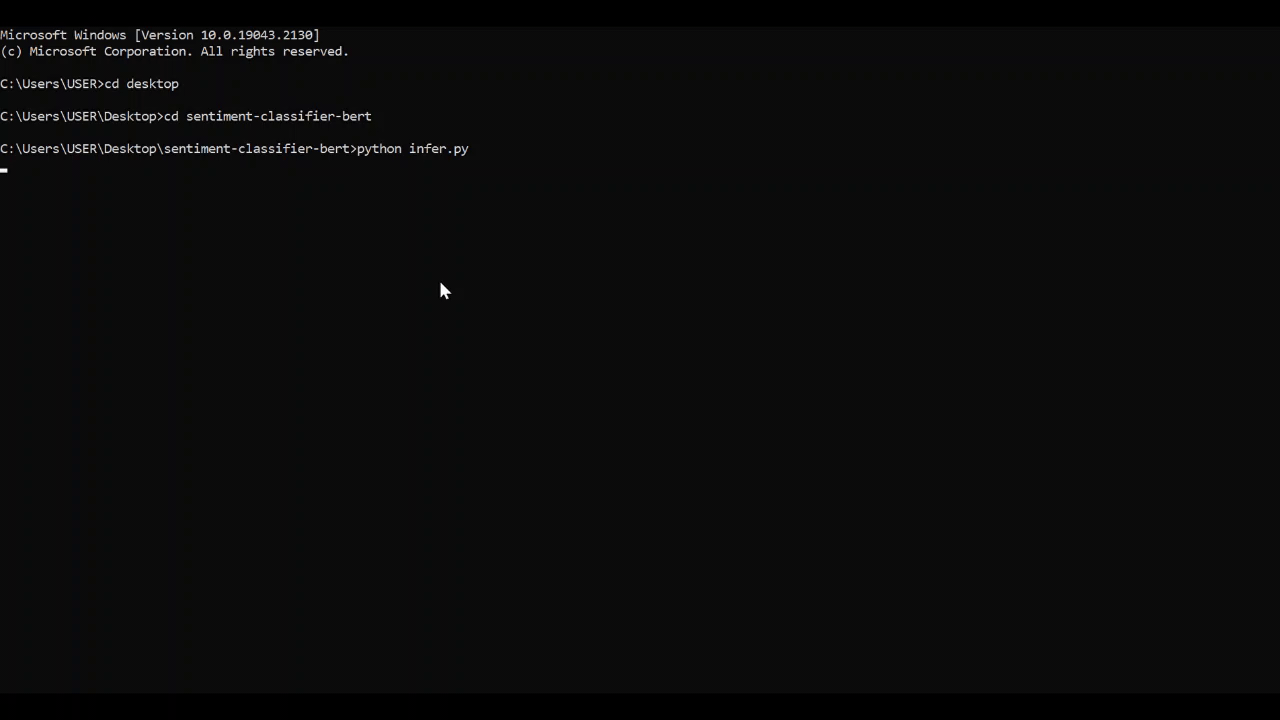 Microsoft Windows [Version 10.0.19043.2130]
(c) Microsoft Corporation. All rights reserved.
C:\Users\USER>cd desktop
C:\Users\USER\Desktop>cd sentiment-classifier-bert
C:\Users\USER\Desktop\sentiment-classifier-bert>python infer.py